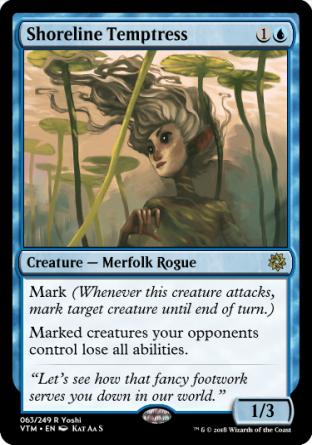 Shoreline Temptress 1
Creature — Merfolk Rogue
Mark (Whenever this creature attacks,
mark target creature until end of turn.)
Marked creatures your opponents
control lose all abilities.
“Let’s see how that fancy footwork
serves you down in our world.”
1/3
063/249 R Yoshi
VTM • EN Kat Aa S
™ & © 2018 Wizards of the Coast